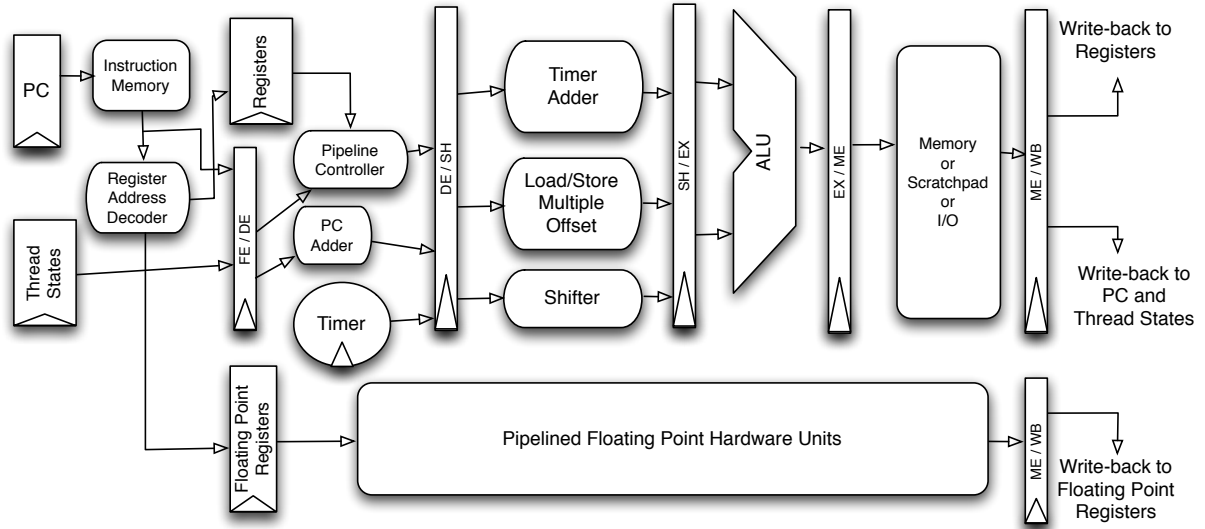 PC
Instruction
Memory
Register
Address
Decoder
Thread
States
Registers
FE / DE
Pipeline
Controller
PC
Adder
Timer
DE / SH
Timer
Adder
Load/Store
Multiple
Offset
Shifter
SH / EX
ALU
EX / ME
Memory
or
Scratchpad
or
I/O
ME / WB
Write-back to
Registers
Write-back to
PC and
Thread States
Floating Point
Registers
Pipelined Floating Point Hardware Units
ME / WB
Write-back to
Floating Point
Registers